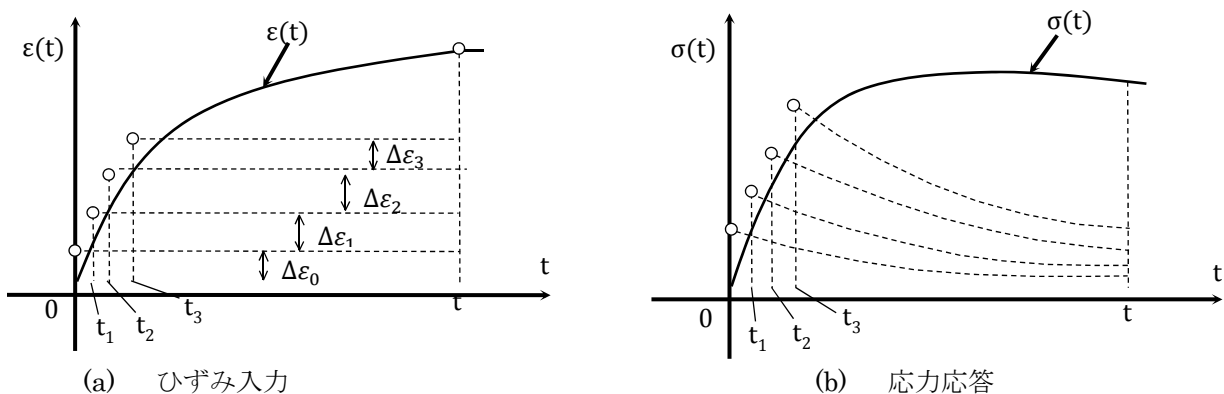 ε(t)
ε(t)
Δε₃
Δε₂
Δε₁
Δε₀
t
0
t₁
t₂
t₃
t
(a) ひずみ入力
σ(t)
σ(t)
t
0
t₁
t₂
t₃
t
(b) 応力応答